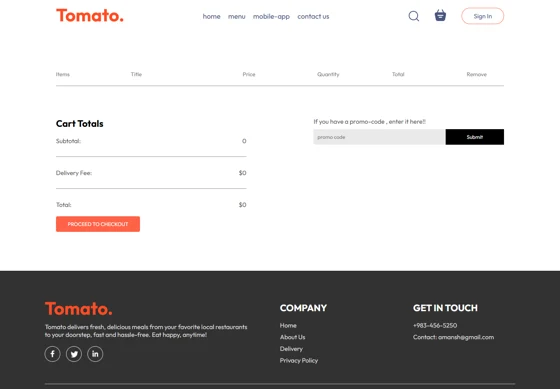 Tomato.
home menu mobile-app contact us
Sign In
Items Title Price Quantity Total Remove
Cart Totals
Subtotal: 0
Delivery Fee: $0
Total: $0
PROCEED TO CHECKOUT
If you have a promo-code , enter it here!!
promo code Submit
Tomato.
Tomato delivers fresh, delicious meals from your favorite local restaurants
to your doorstep, fast and hassle-free. Eat happy, anytime!
COMPANY
Home
About Us
Delivery
Privacy Policy
GET IN TOUCH
+983-456-5250
Contact: amansh@gmail.com